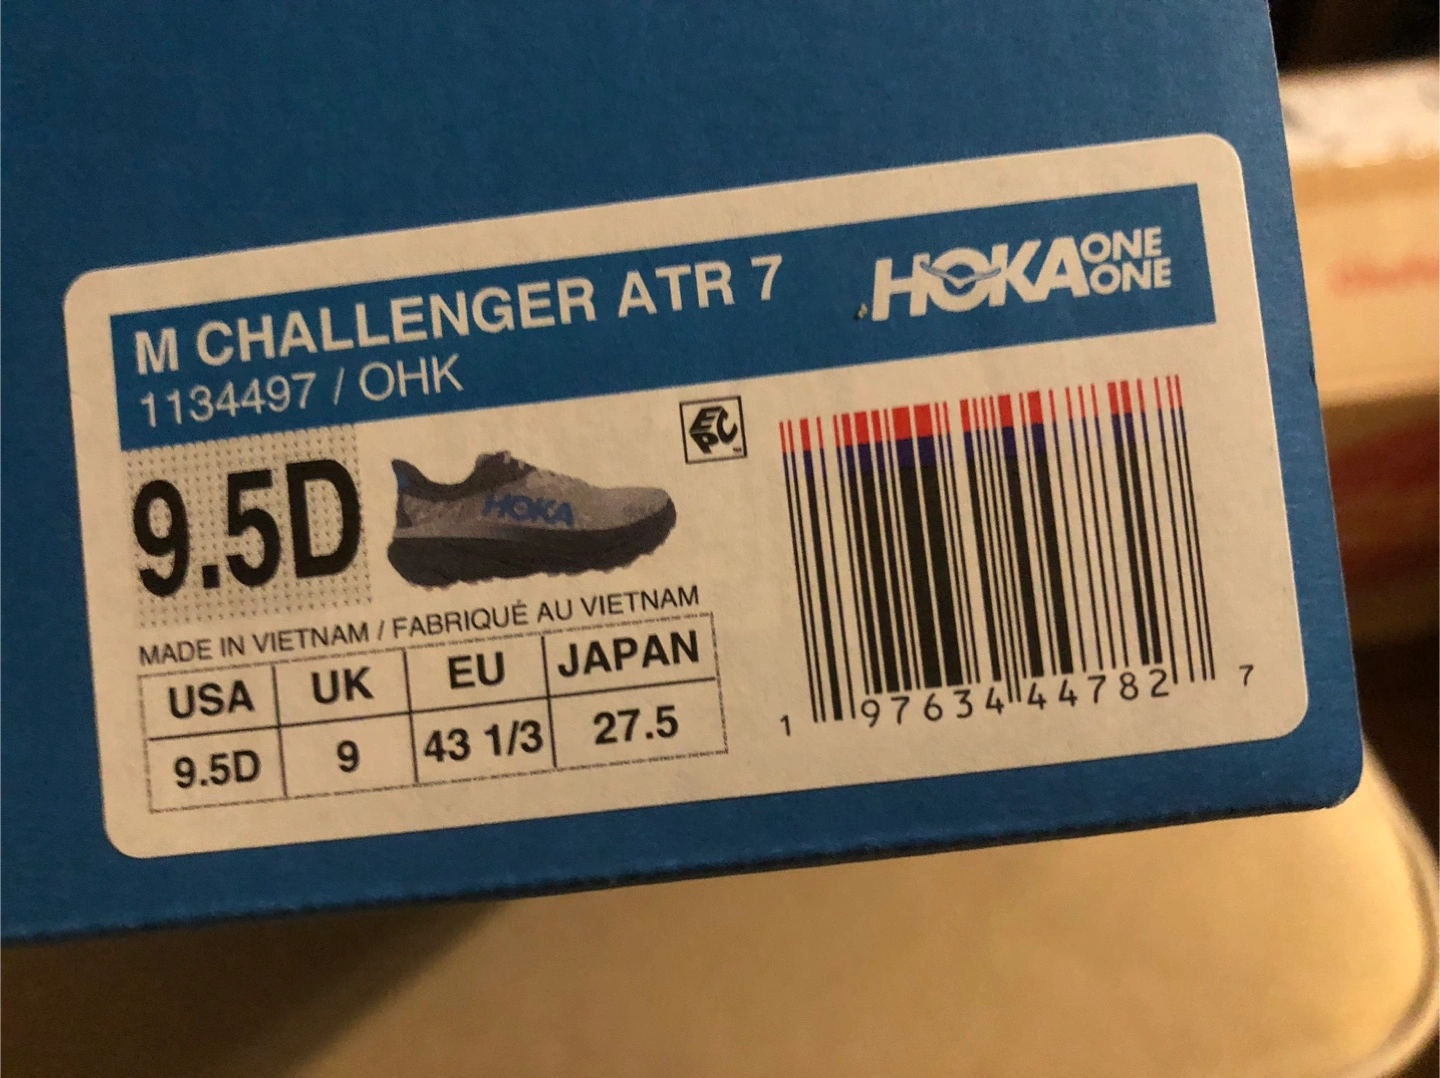 M CHALLENGER ATR 7
HOKA ONE ONE
1134497 / OHK
9.5D
HOKA
EPC
MADE IN VIETNAM / FABRIQUÉ AU VIETNAM
USA UK EU JAPAN
9.5D 9 43 1/3 27.5
1 97634 44782 7